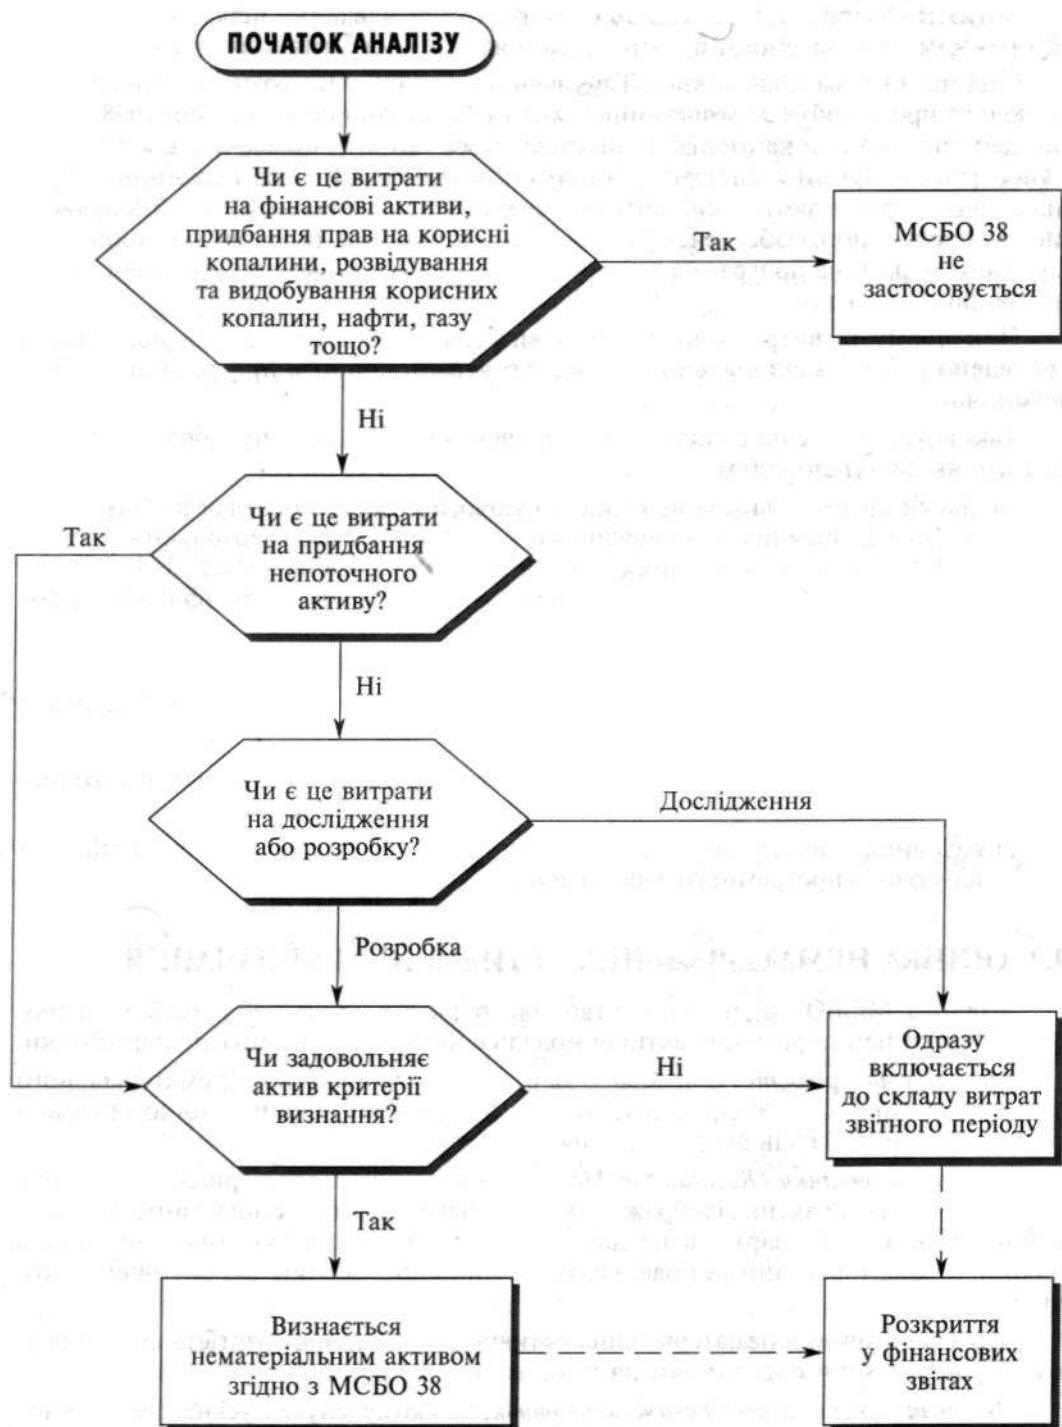 ПОЧАТОК АНАЛІЗУ
Чи є це витрати
на фінансові активи,
придбання прав на корисні
копалини, розвідування
та видобування корисних
копалин, нафти, газу
тощо?
Так
МСБО 38
не
застосовується
Ні
Чи є це витрати
на придбання
непоточного
активу?
Так
Ні
Чи є це витрати
на дослідження
або розробку?
Дослідження
Розробка
Чи задовольняє
актив критерії
визнання?
Ні
Одразу
включається
до складу витрат
звітного періоду
Так
Визнається
нематеріальним активом
згідно з МСБО 38
Розкриття
у фінансових
звітах